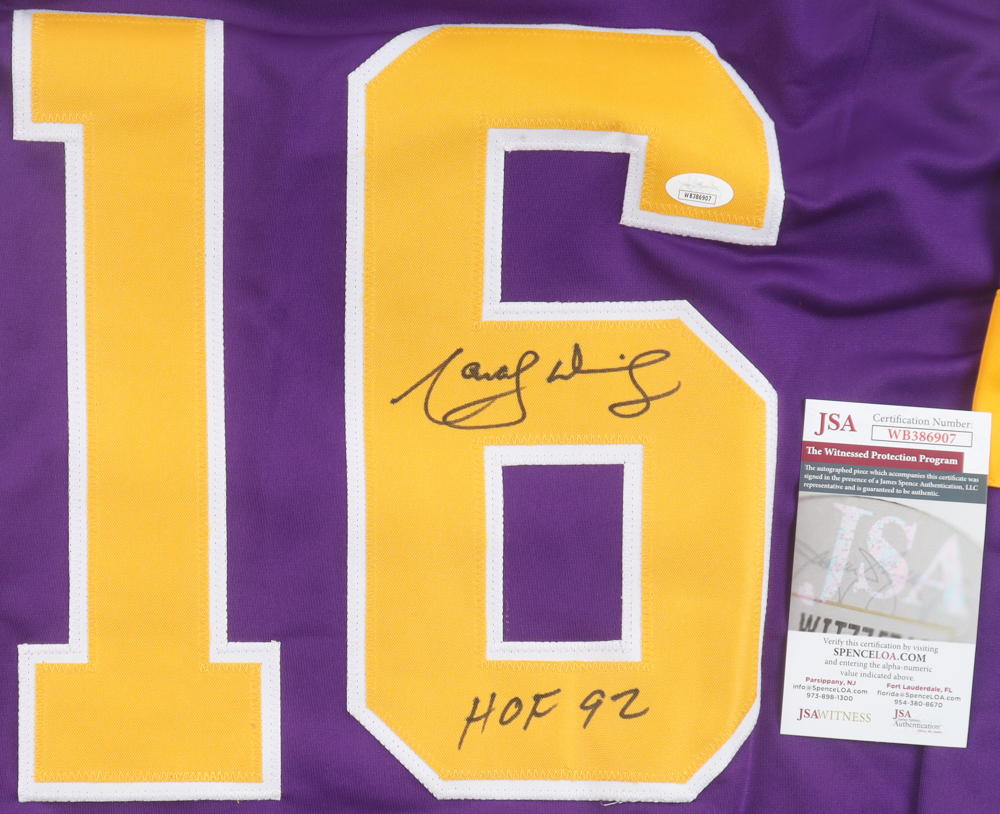 16
WB386907
HOF 92
JSA
Certification Number:
WB386907
The Witnessed Protection Program
The autographed piece which accompanies this certificate was
signed in the presence of a James Spence Authentication, LLC
representative and is guaranteed to be authentic.
JSA
Verify this certification by visiting
SPENCELOA.COM
and entering the alpha-numeric
value indicated above.
Parsippany, NJ
info@SpenceLOA.com
973-898-1300
Fort Lauderdale, FL
florida@SpenceLOA.com
954-380-8670
JSAWITNESS
JSA
Authentication